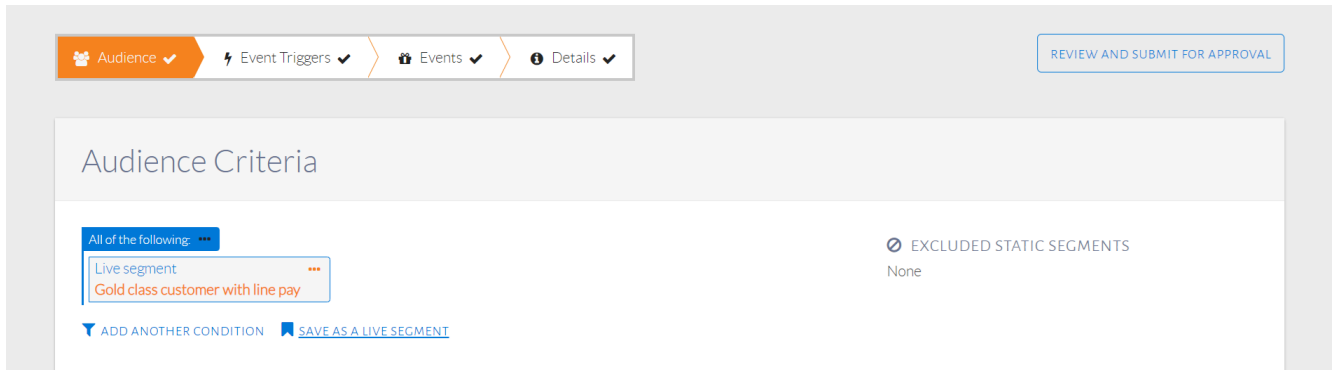 Audience
Event Triggers
Events
Details
REVIEW AND SUBMIT FOR APPROVAL
Audience Criteria
All of the following:
Live segment
Gold class customer with line pay
ADD ANOTHER CONDITION
SAVE AS A LIVE SEGMENT
EXCLUDED STATIC SEGMENTS
None